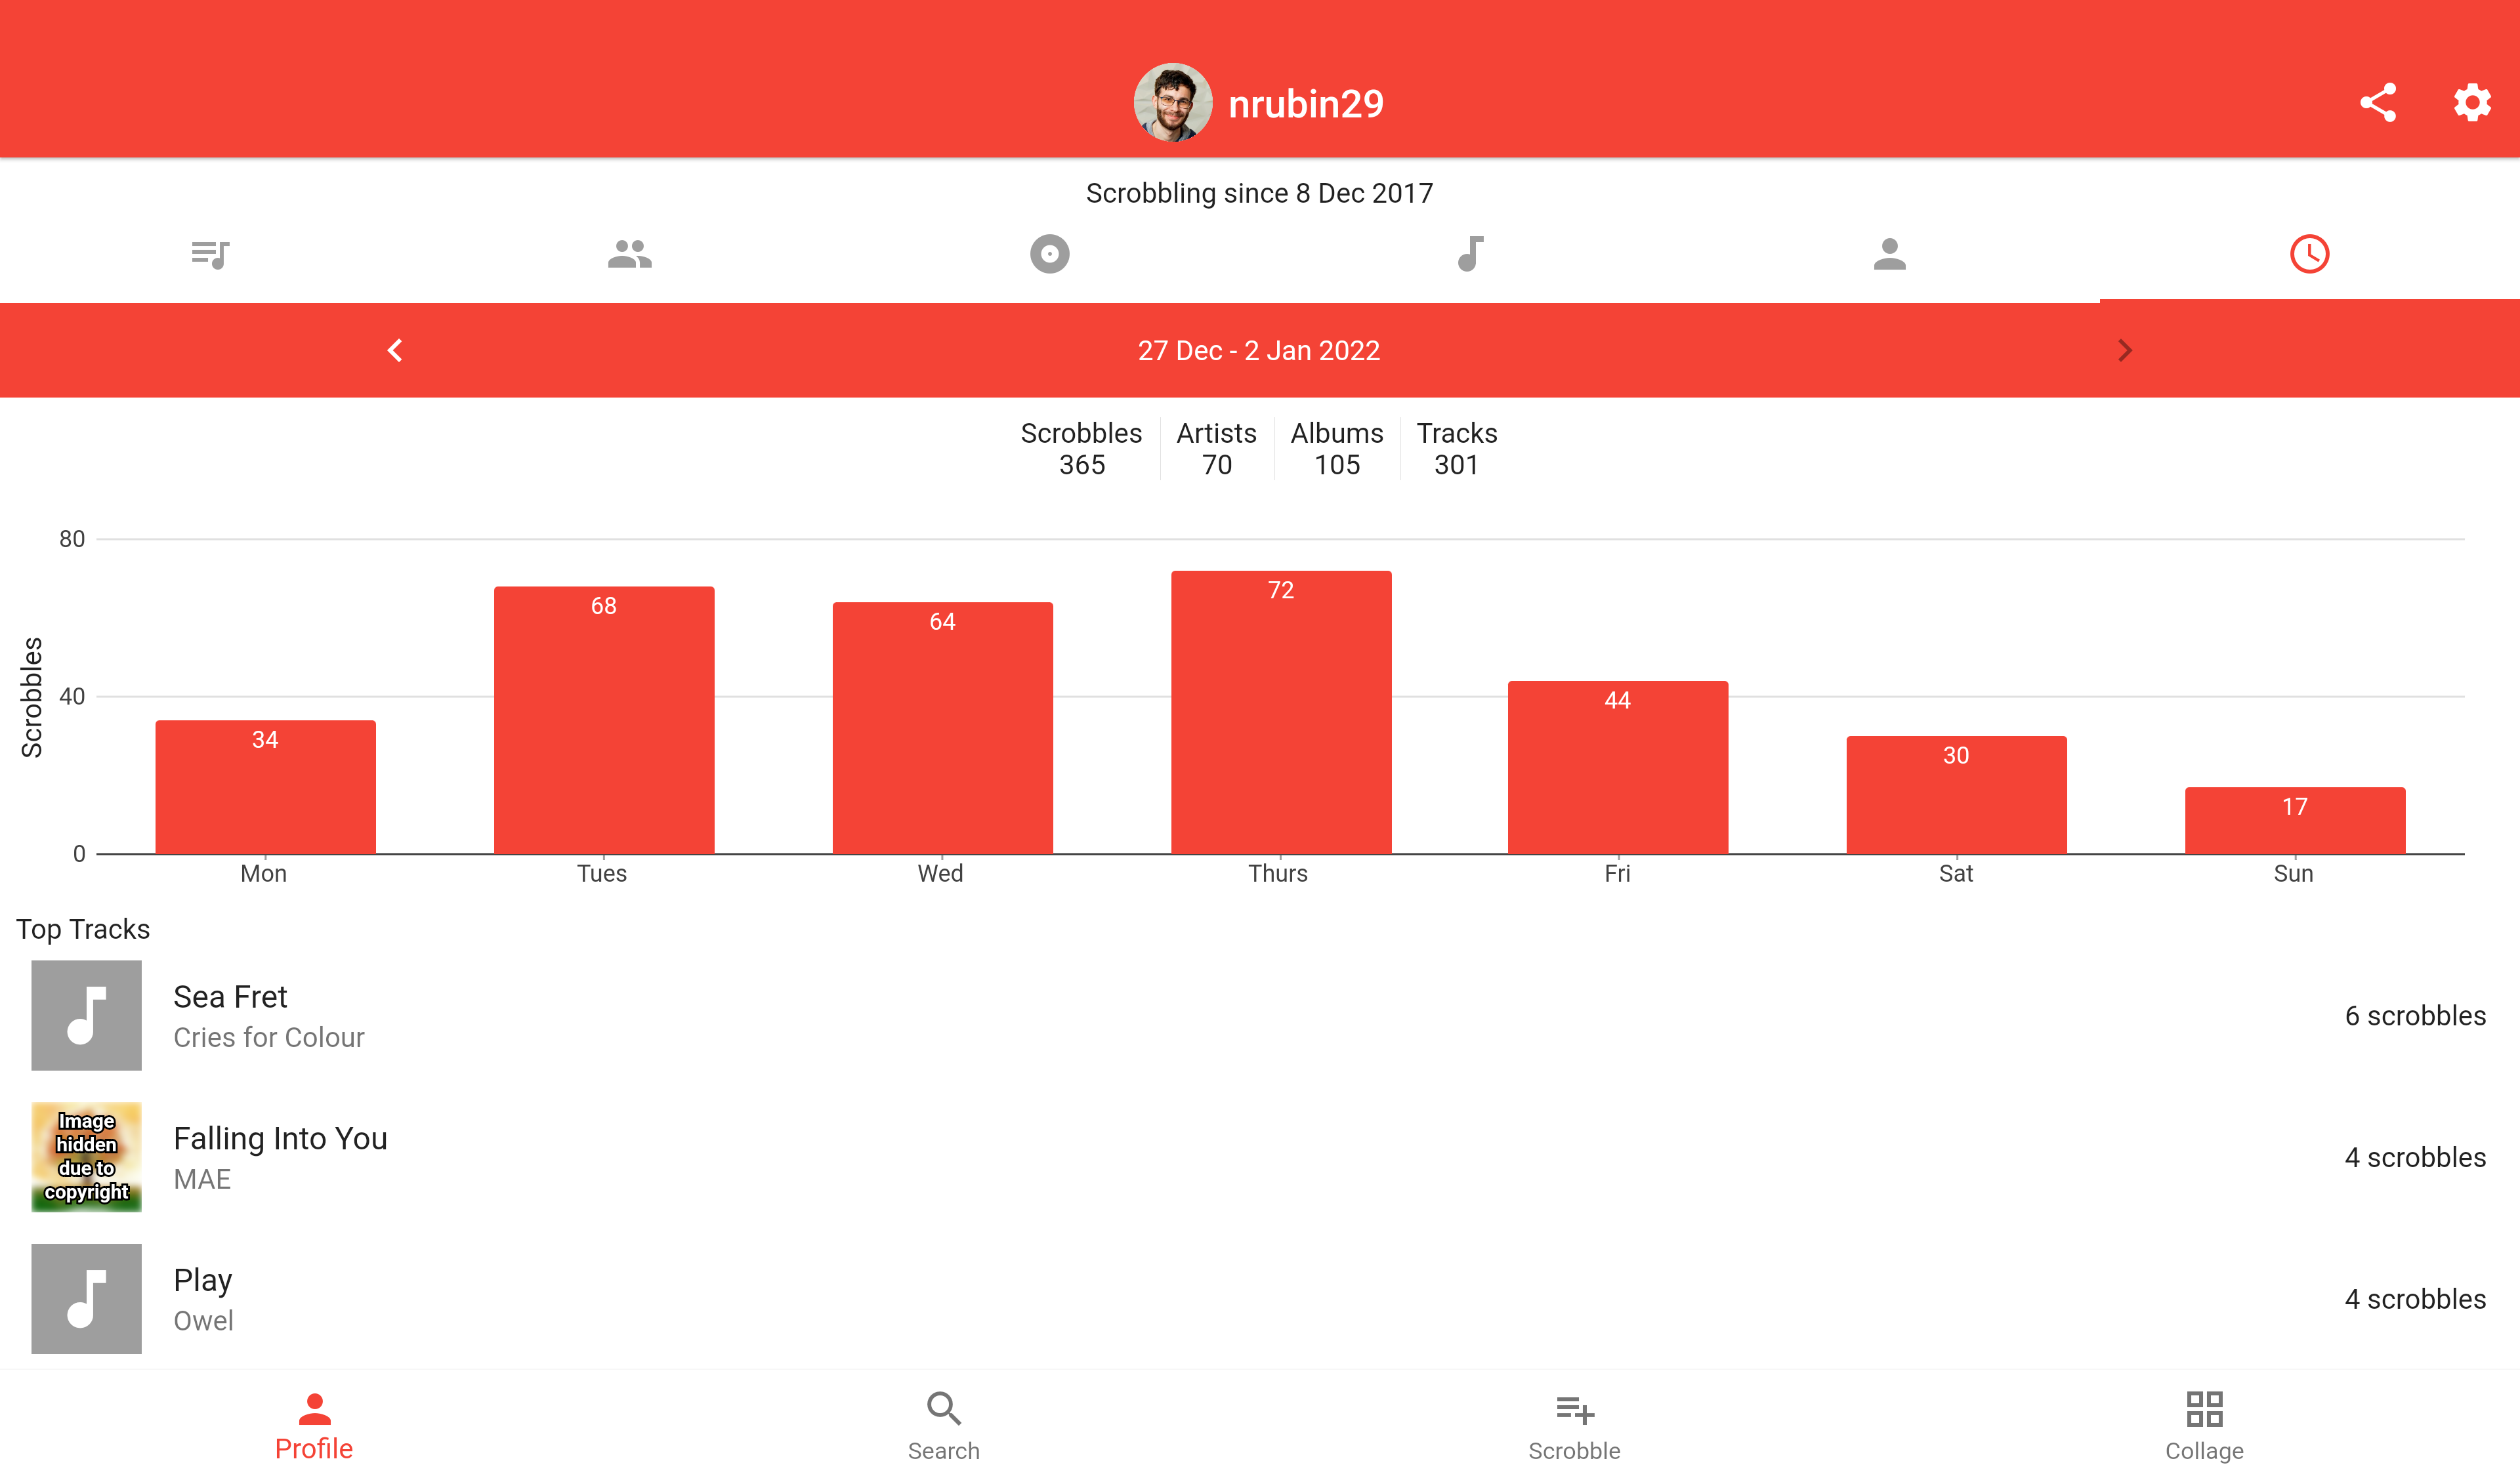 nrubin29
Scrobbling since 8 Dec 2017
27 Dec - 2 Jan 2022
Scrobbles Artists Albums Tracks
365 70 105 301
80
40
0
Scrobbles
34
68
64
72
44
30
17
Mon Tues Wed Thurs Fri Sat Sun
Top Tracks
Sea Fret
Cries for Colour
6 scrobbles
Image
hidden
due to
copyright
Falling Into You
MAE
4 scrobbles
Play
Owel
4 scrobbles
Profile Search Scrobble Collage